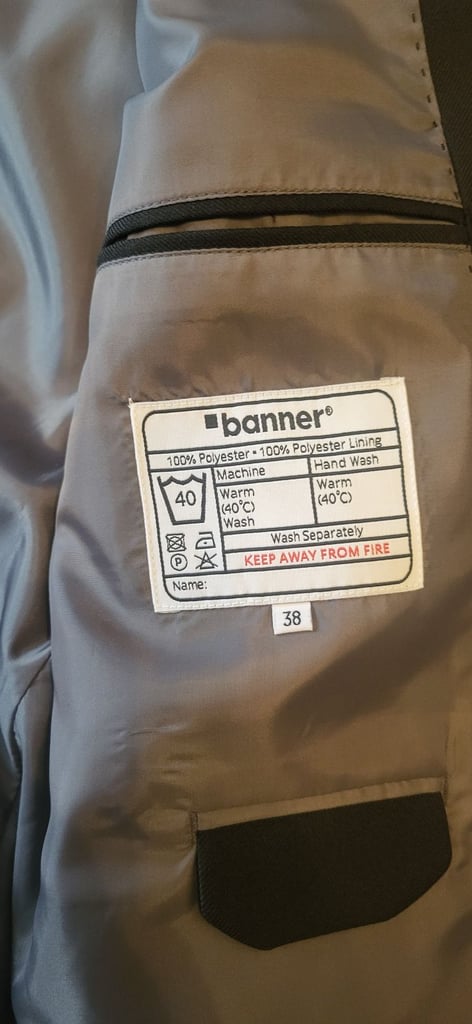 banner®
100% Polyester • 100% Polyester Lining
40
Machine
Warm
(40°C)
Wash
Hand Wash
Warm
(40°C)
P
Wash Separately
KEEP AWAY FROM FIRE
Name:
38